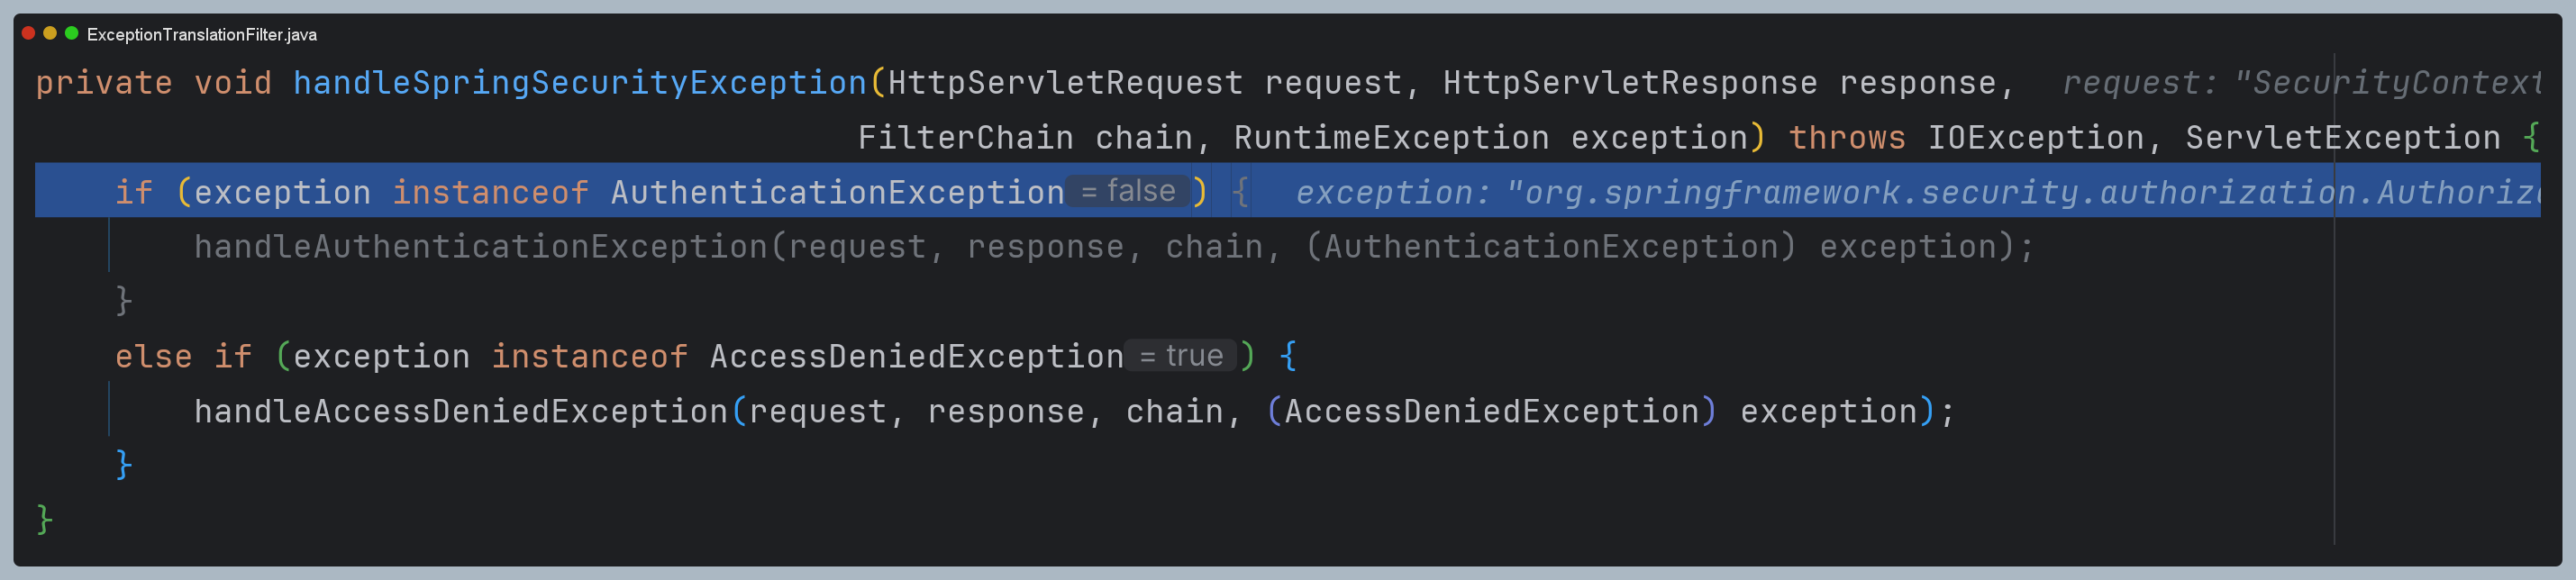 ExceptionTranslationFilter.java
private void handleSpringSecurityException(HttpServletRequest request, HttpServletResponse response, request: "SecurityContext
FilterChain chain, RuntimeException exception) throws IOException, ServletException {
if (exception instanceof AuthenticationException = false ) { exception: "org.springframework.security.authorization.Authoriz
handleAuthenticationException(request, response, chain, (AuthenticationException) exception);
}
else if (exception instanceof AccessDeniedException = true ) {
handleAccessDeniedException(request, response, chain, (AccessDeniedException) exception);
}
}